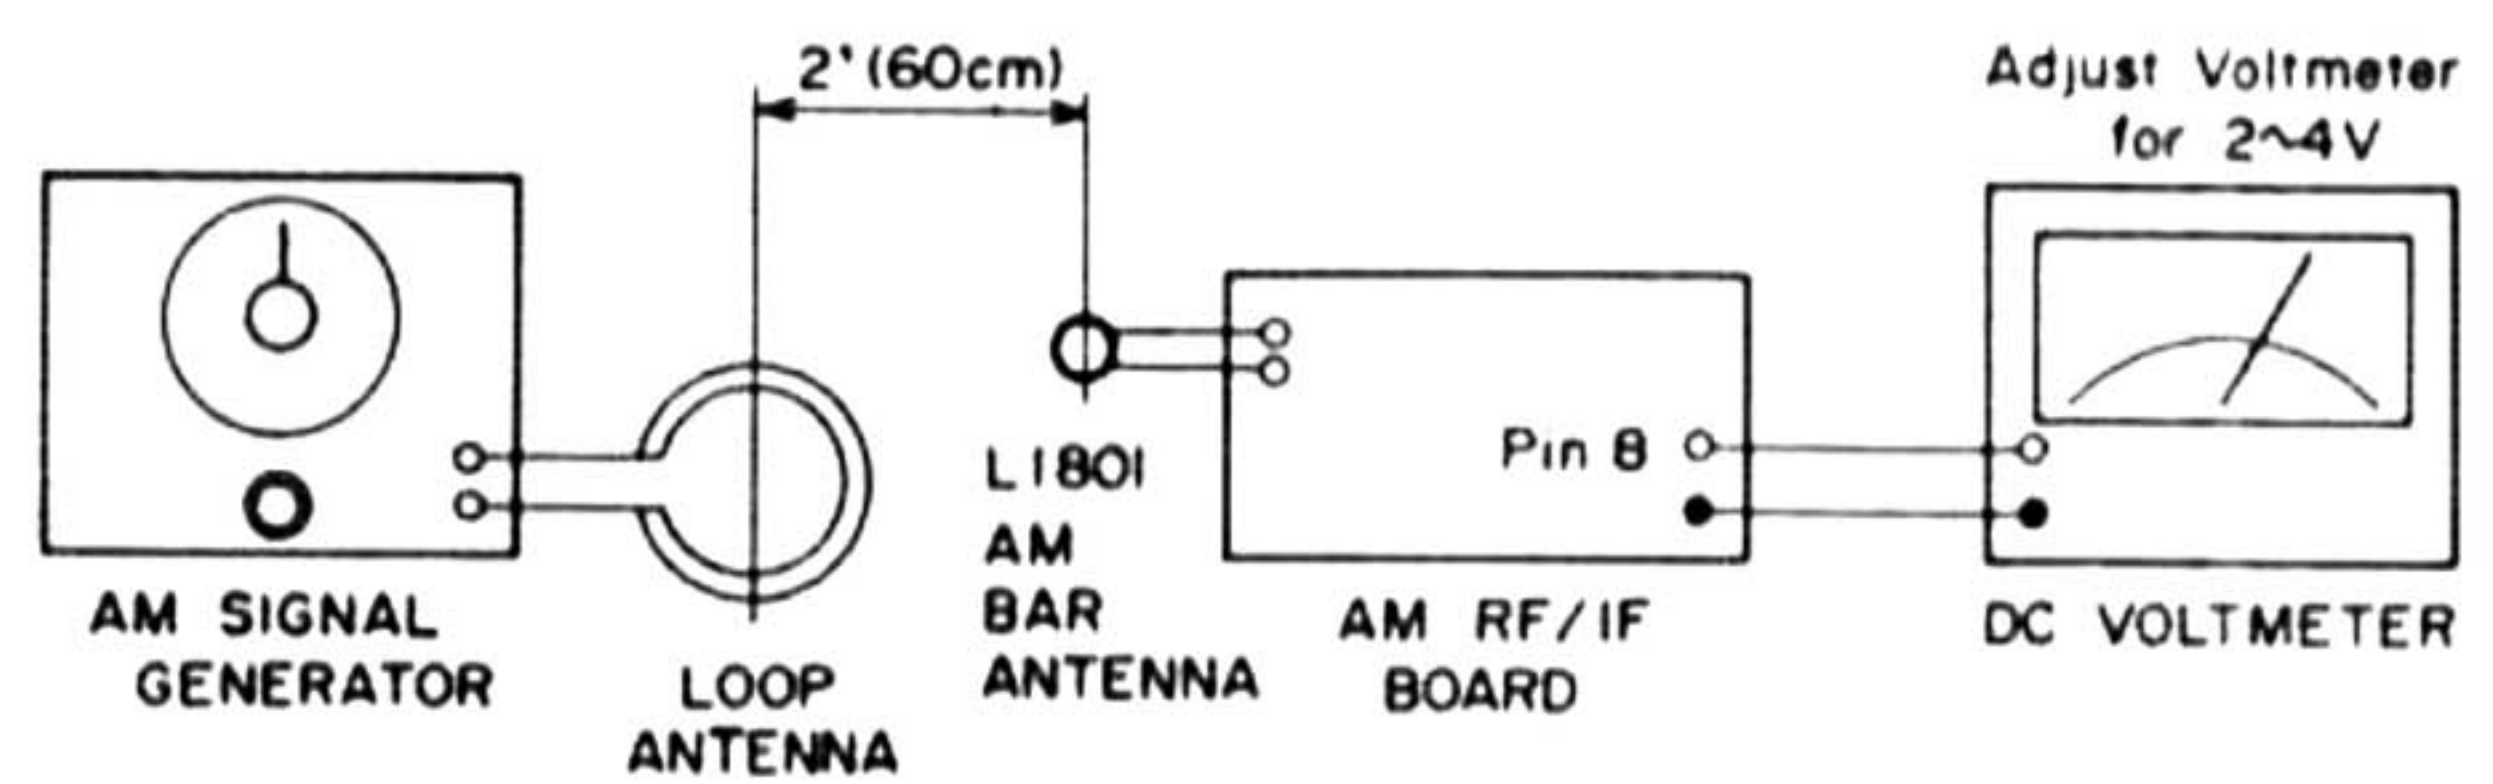 2' (60cm)
Adjust Voltmeter
for 2~4V
Pin 8
L1801
AM
BAR
ANTENNA
AM SIGNAL
GENERATOR
LOOP
ANTENNA
AM RF/IF
BOARD
DC VOLTMETER